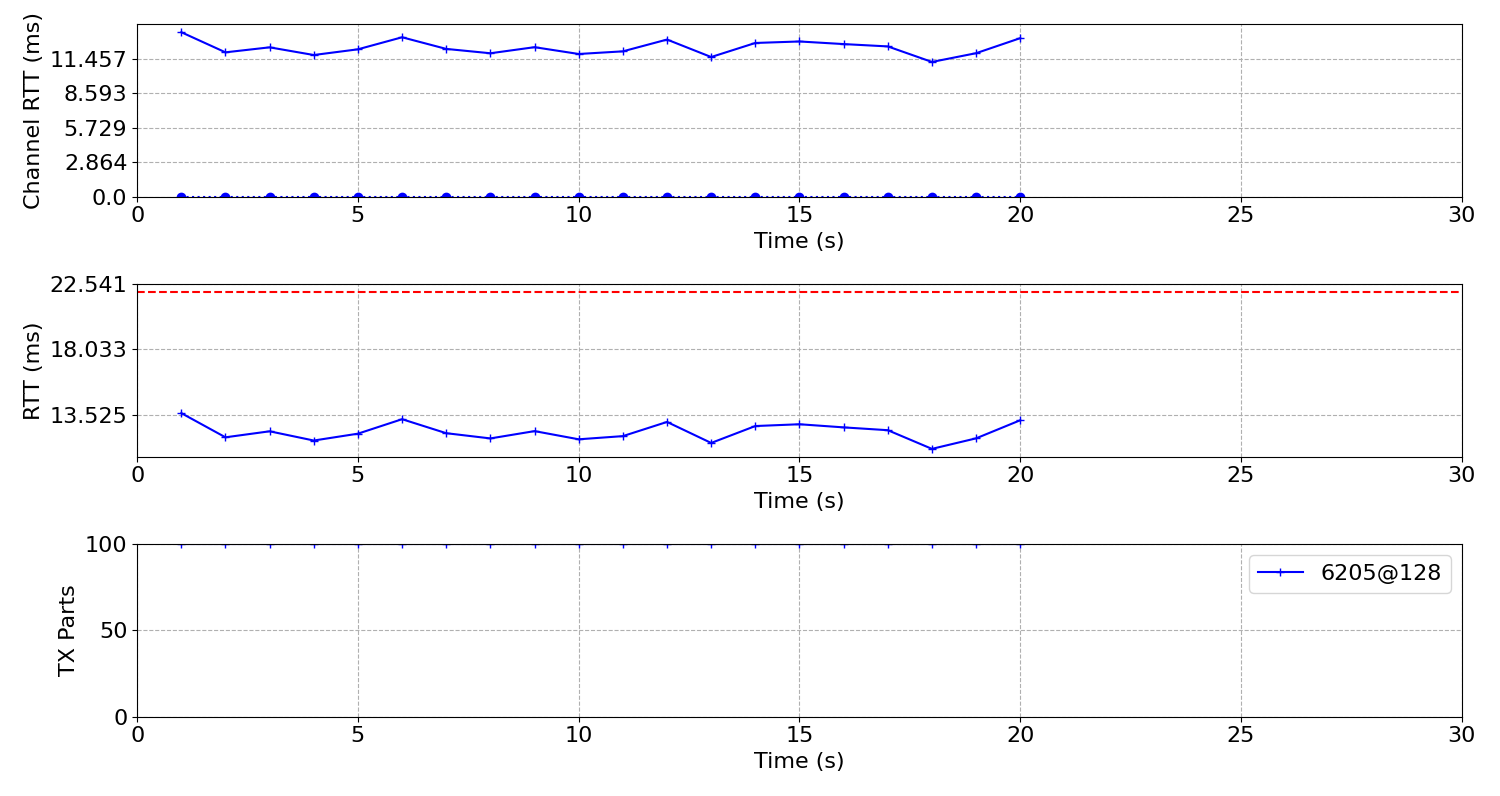 Channel RTT (ms)
11.457
8.593
5.729
2.864
0.0
0 5 10 15 20 25 30
Time (s)
RTT (ms)
22.541
18.033
13.525
0 5 10 15 20 25 30
Time (s)
TX Parts
100
50
0
6205@128
0 5 10 15 20 25 30
Time (s)